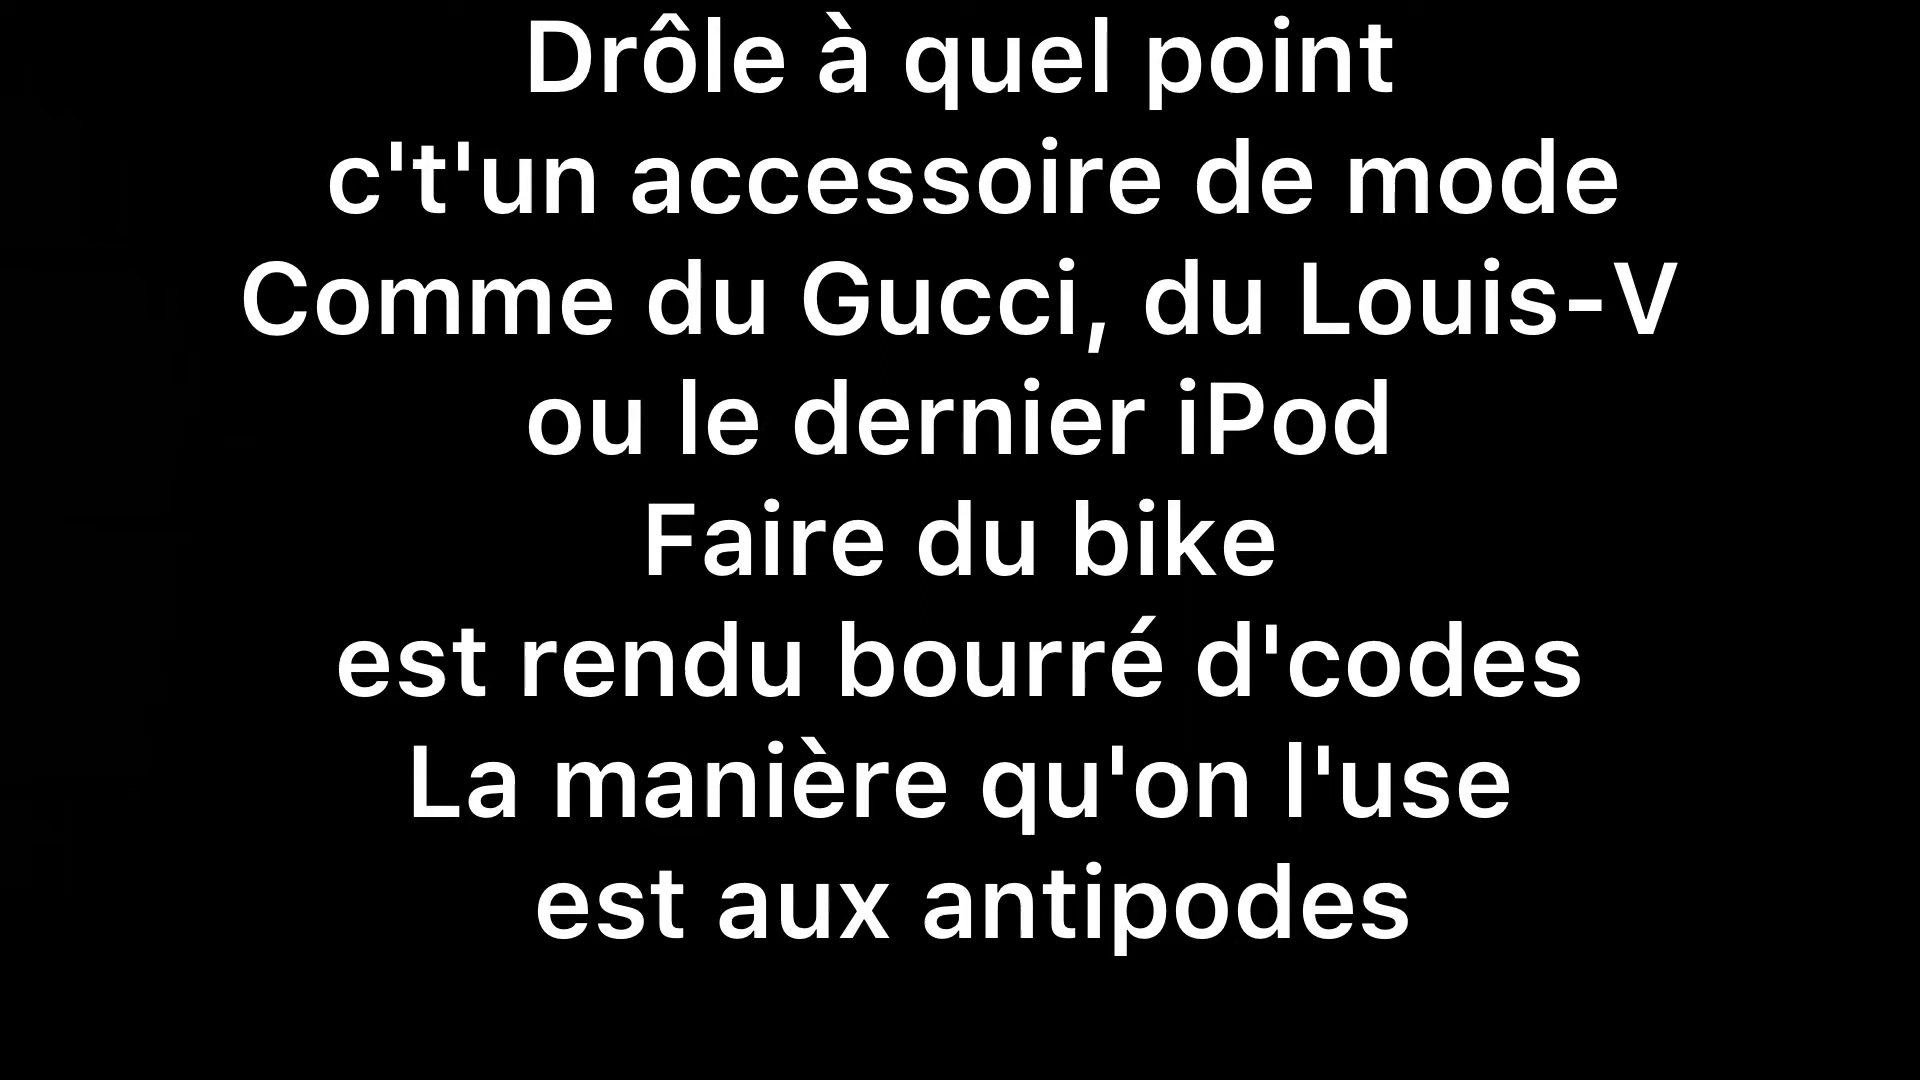 Drôle à quel point
c't'un accessoire de mode
Comme du Gucci, du Louis-V
ou le dernier iPod
Faire du bike
est rendu bourré d'codes
La manière qu'on l'use
est aux antipodes